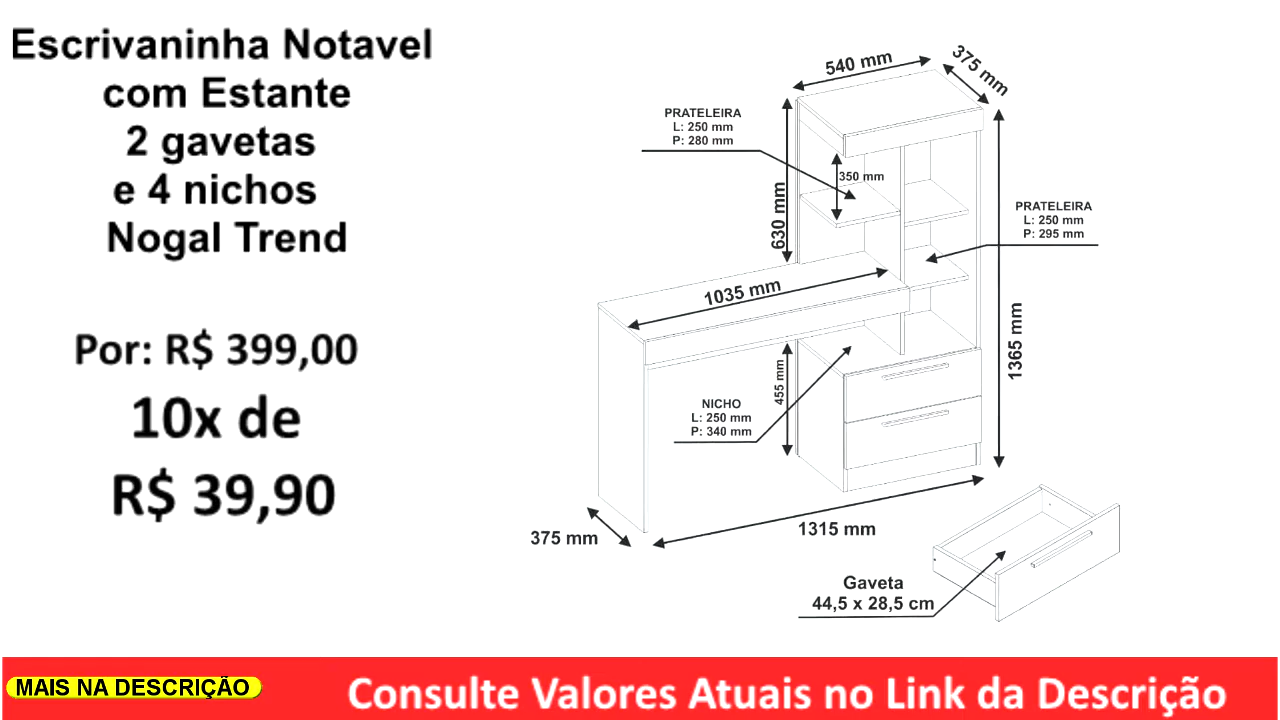 Escrivaninha Notavel
com Estante
2 gavetas
e 4 nichos
Nogal Trend
Por: R$ 399,00
10x de
R$ 39,90
540 mm
375 mm
PRATELEIRA
L: 250 mm
P: 280 mm
350 mm
630 mm
PRATELEIRA
L: 250 mm
P: 295 mm
1035 mm
1365 mm
455 mm
NICHO
L: 250 mm
P: 340 mm
375 mm
1315 mm
Gaveta
44,5 x 28,5 cm
MAIS NA DESCRIÇÃO
Consulte Valores Atuais no Link da Descrição